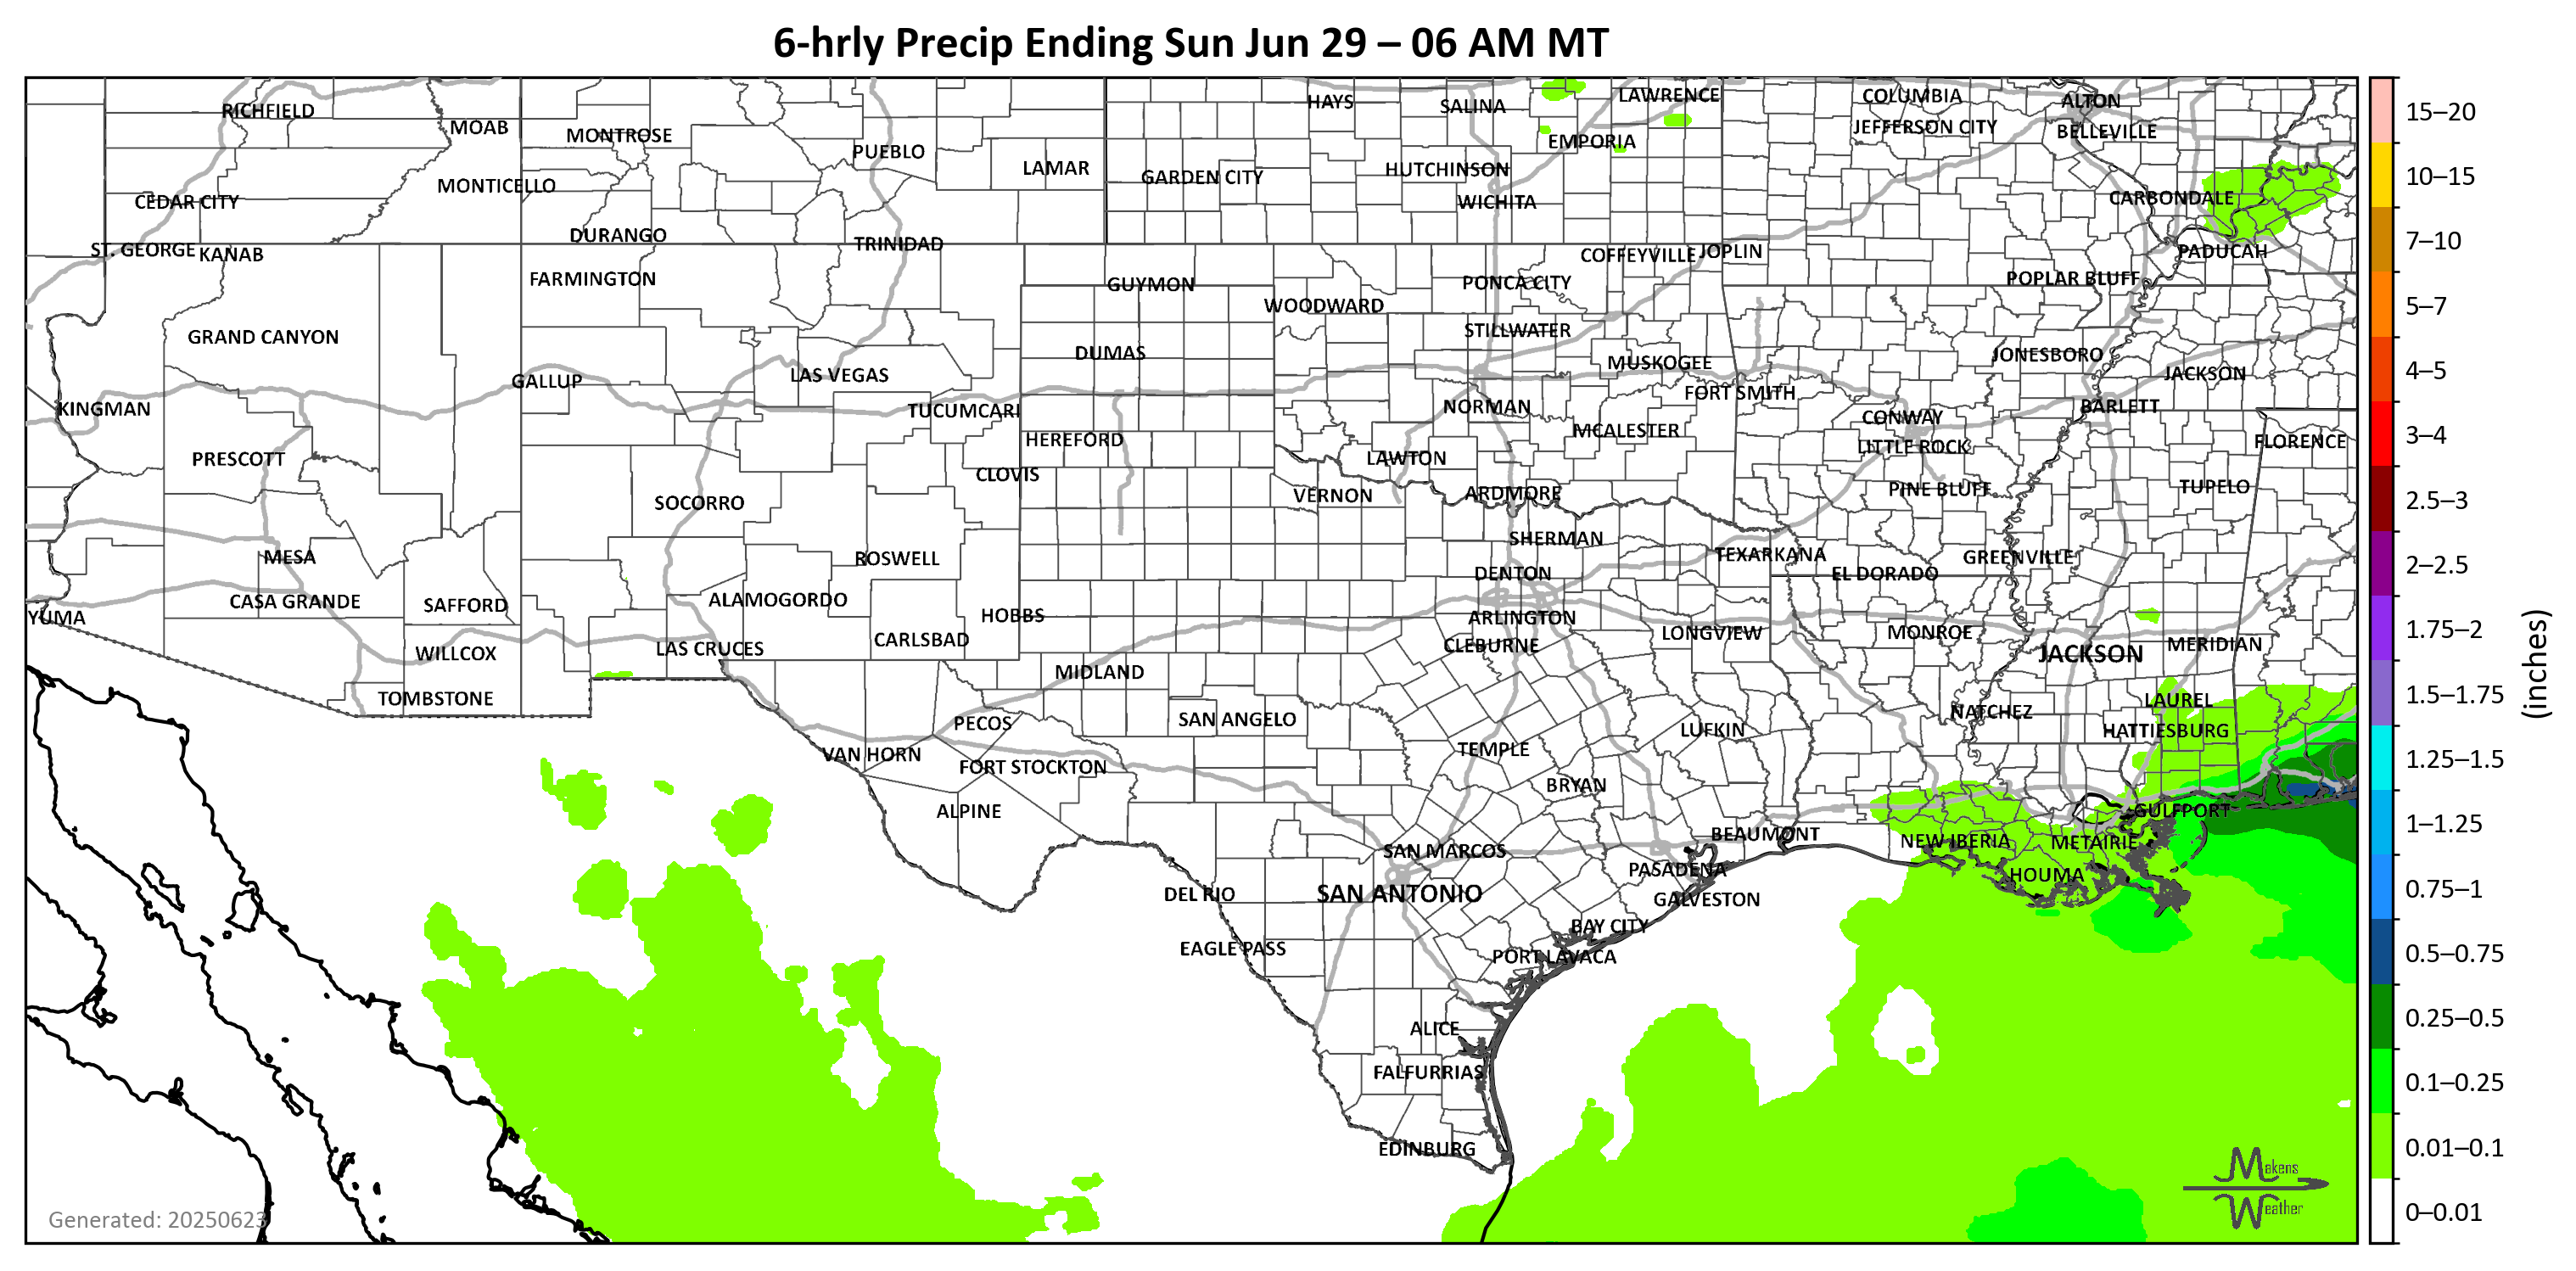 6-hrly Precip Ending Sun Jun 29 – 06 AM MT
RICHFIELD
MOAB
MONTROSE
PUEBLO
LAMAR
HAYS
SALINA
LAWRENCE
COLUMBIA
ALTON
JEFFERSON CITY
BELLEVILLE
EMPORIA
GARDEN CITY
HUTCHINSON
MONTICELLO
CEDAR CITY
WICHITA
CARBONDALE
DURANGO
TRINIDAD
ST. GEORGE
KANAB
COFFEYVILLE
JOPLIN
PADUCAH
FARMINGTON
GUYMON
PONCA CITY
POPLAR BLUFF
WOODWARD
GRAND CANYON
STILLWATER
DUMAS
JONESBORO
MUSKOGEE
LAS VEGAS
JACKSON
GALLUP
FORT SMITH
KINGMAN
TUCUMCARI
NORMAN
BARLETT
CONWAY
MCALESTER
HEREFORD
LITTLE ROCK
FLORENCE
PRESCOTT
LAWTON
CLOVIS
SOCORRO
VERNON
ARDMORE
PINE BLUFF
TUPELO
SHERMAN
MESA
ROSWELL
TEXARKANA
GREENVILLE
DENTON
EL DORADO
CASA GRANDE
SAFFORD
ALAMOGORDO
YUMA
HOBBS
ARLINGTON
LONGVIEW
MONROE
CARLSBAD
CLEBURNE
MERIDIAN
WILLCOX
LAS CRUCES
JACKSON
MIDLAND
TOMBSTONE
LAUREL
NATCHEZ
PECOS
SAN ANGELO
LUFKIN
HATTIESBURG
VAN HORN
TEMPLE
FORT STOCKTON
BRYAN
ALPINE
GULFPORT
BEAUMONT
NEW IBERIA
METAIRIE
SAN MARCOS
PASADENA
HOUMA
DEL RIO
SAN ANTONIO
GALVESTON
BAY CITY
EAGLE PASS
PORT LAVACA
ALICE
FALFURRIAS
EDINBURG
Generated: 20250623
Makens
Weather
15–20
10–15
7–10
5–7
4–5
3–4
2.5–3
2–2.5
1.75–2
1.5–1.75
1.25–1.5
1–1.25
0.75–1
0.5–0.75
0.25–0.5
0.1–0.25
0.01–0.1
0–0.01
(inches)